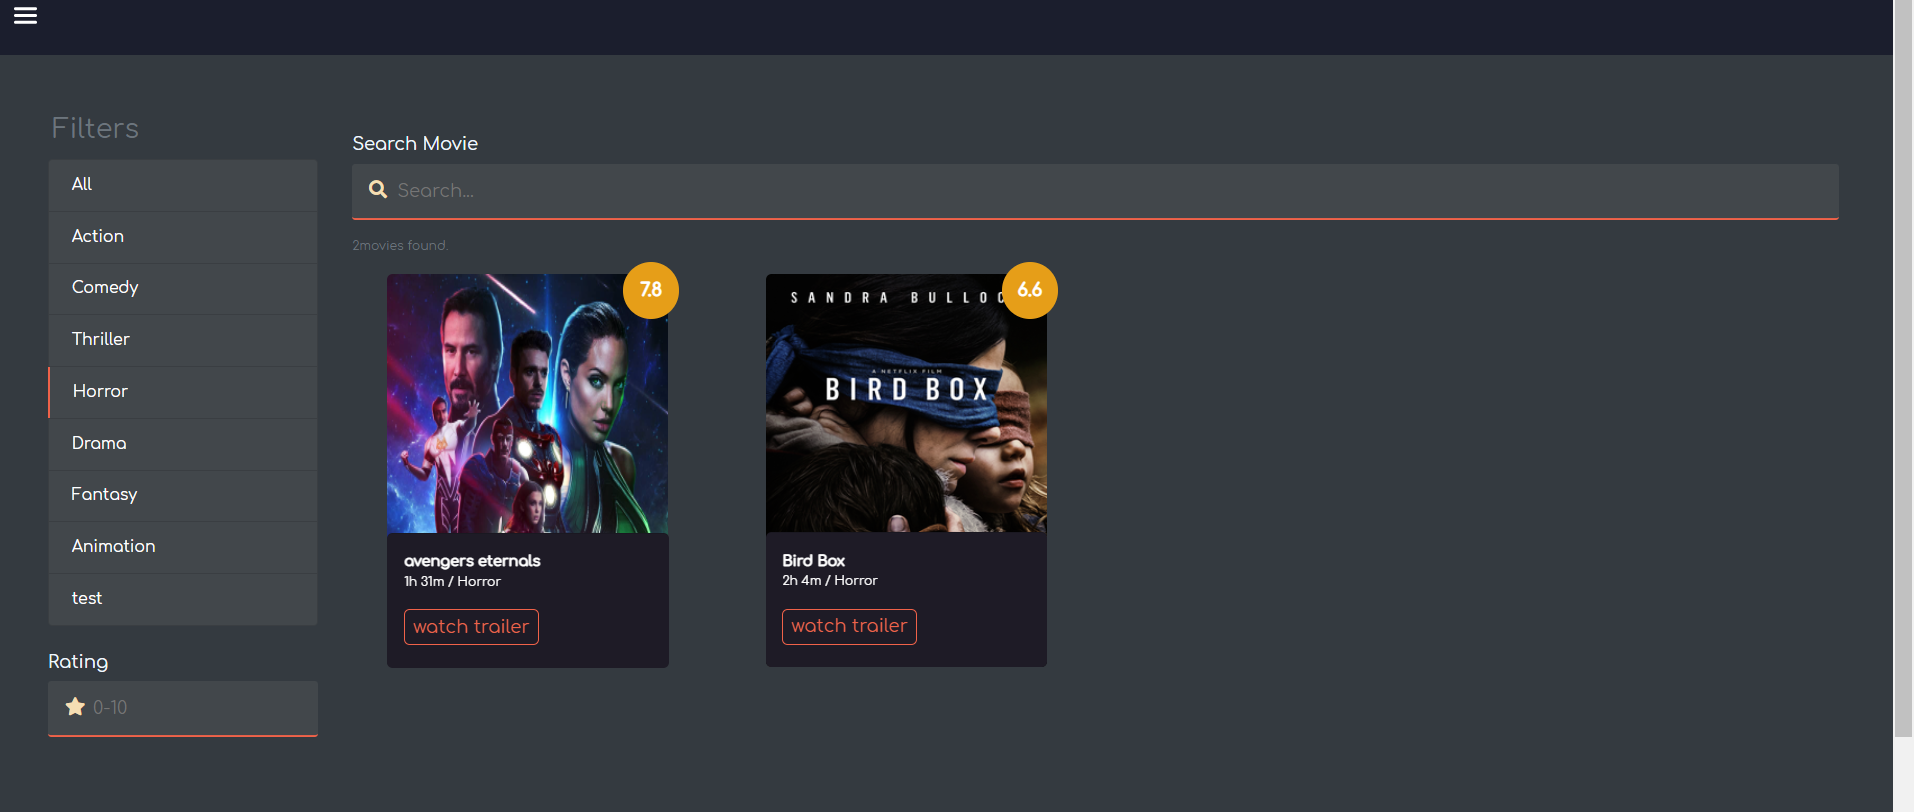 Filters
All
Action
Comedy
Thriller
Horror
Drama
Fantasy
Animation
test
Rating
0-10
Search Movie
Search...
2movies found.
7.8
avengers eternals
1h 31m / Horror
watch trailer
SANDRA BULLOC
6.6
A NETFLIX FILM
BIRD BOX
Bird Box
2h 4m / Horror
watch trailer